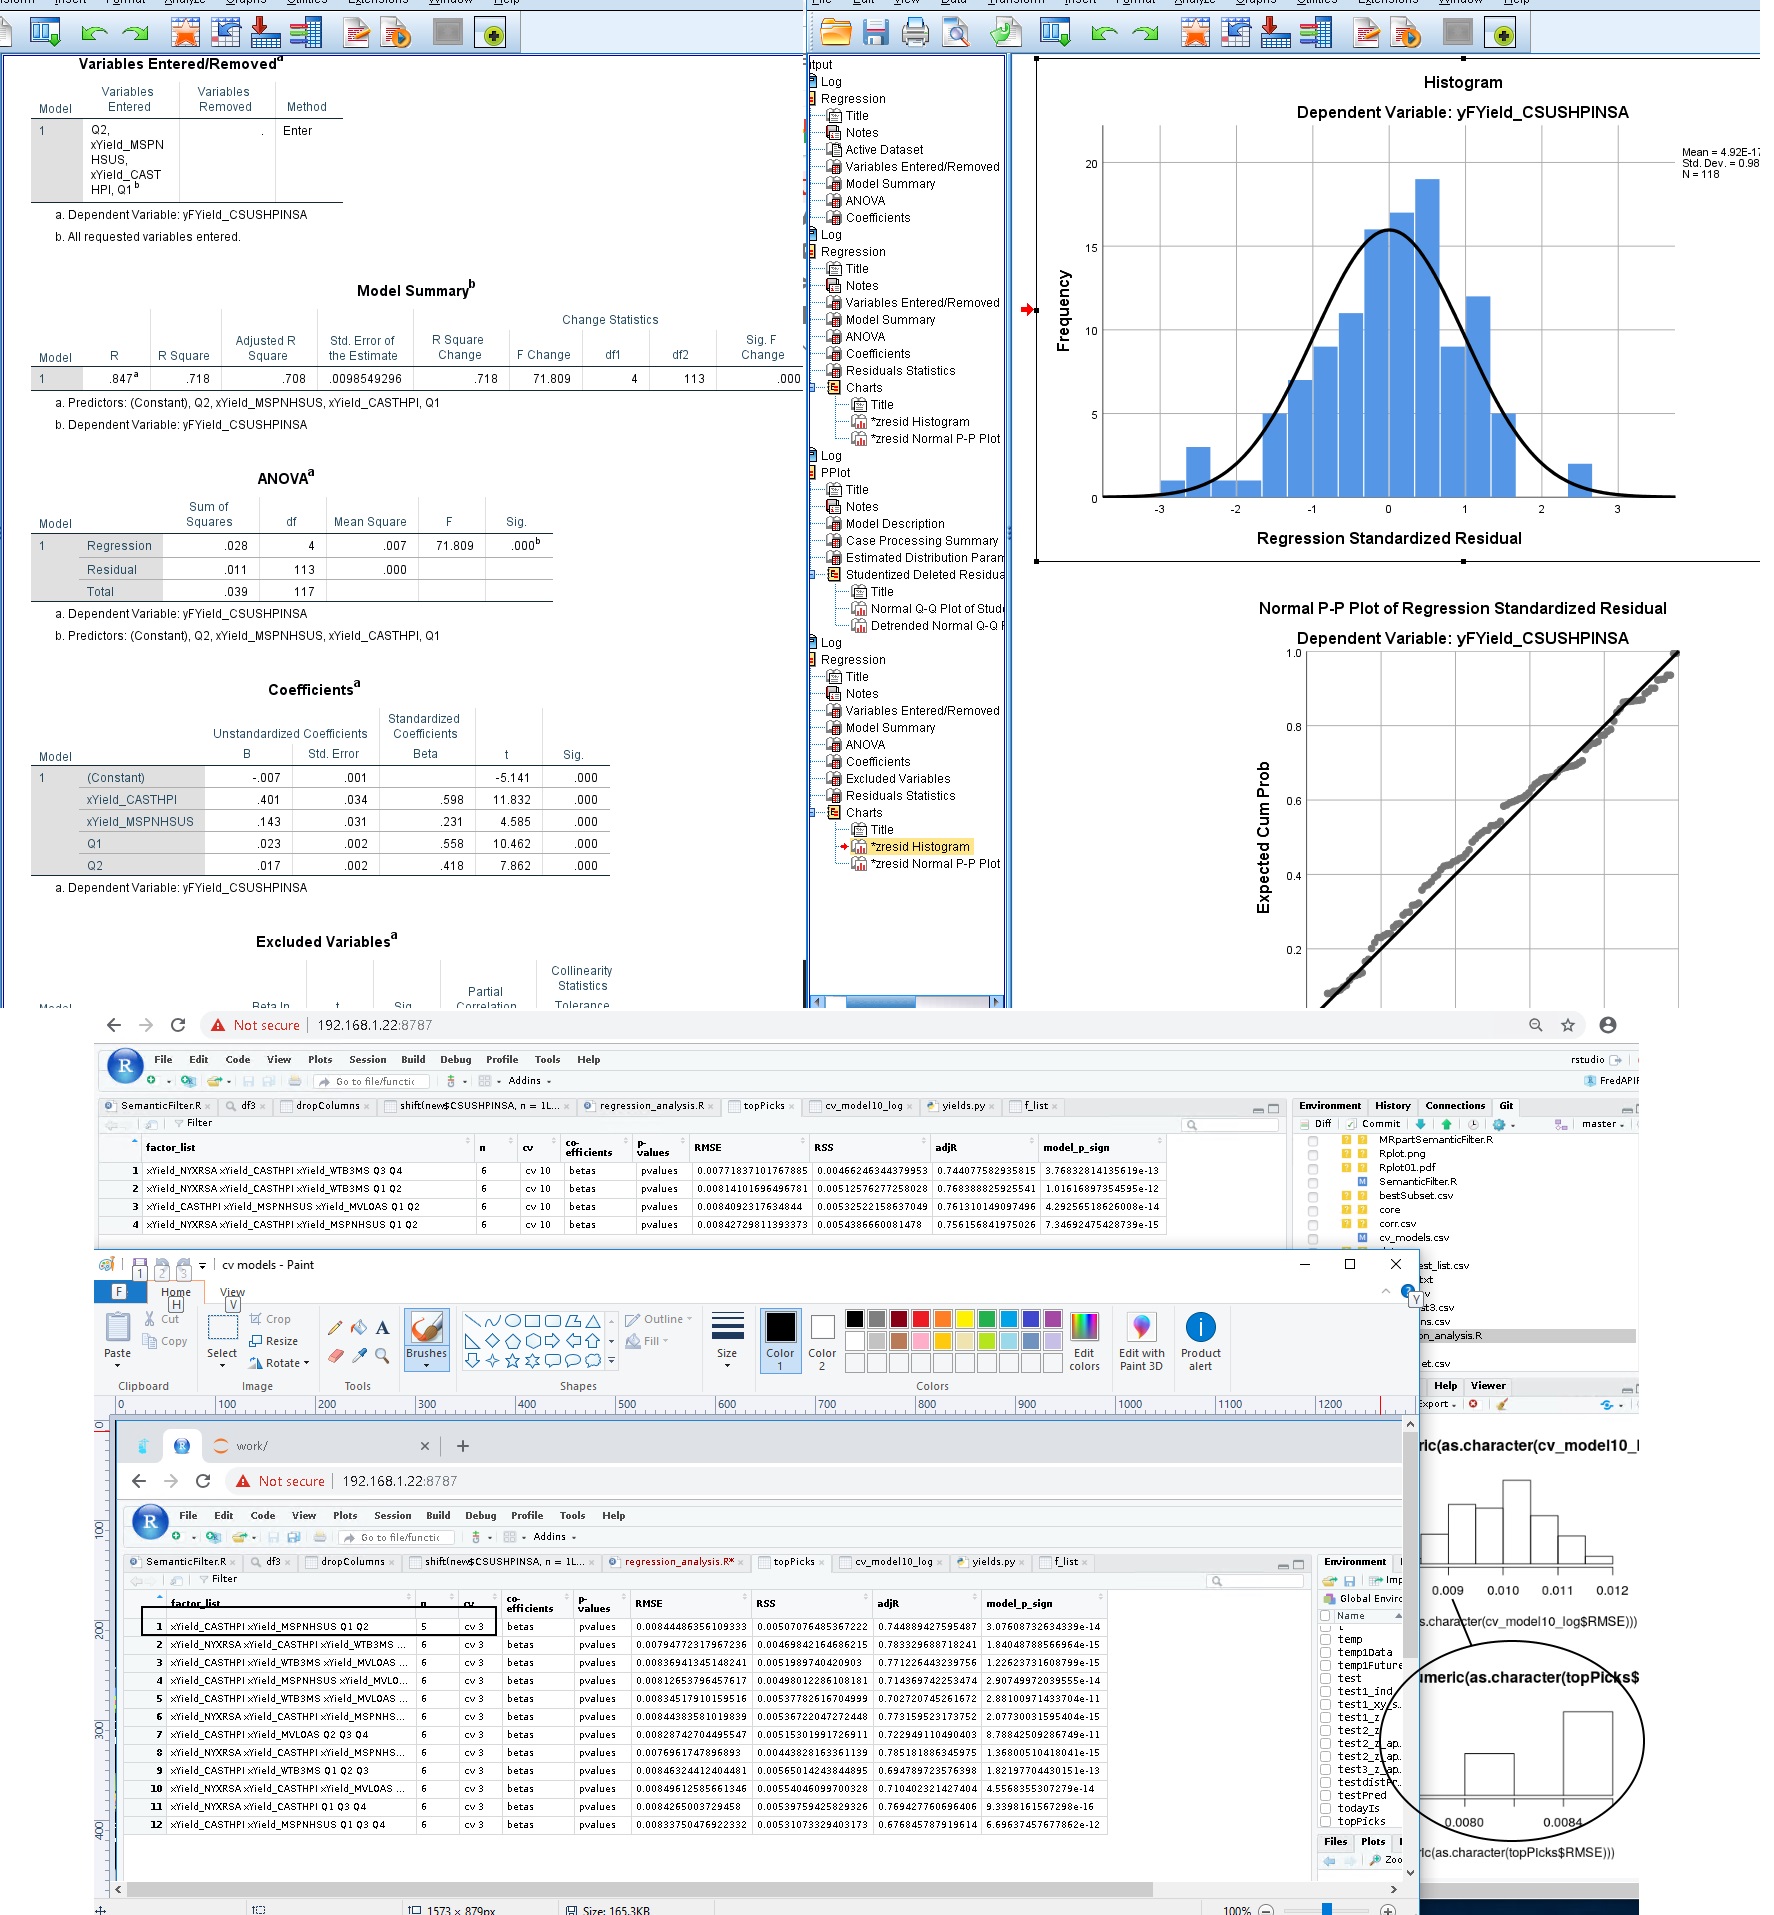 Variables Entered/Removed a
Model
Variables Entered
Variables Removed
Method
1
Q2, xYield_MSPN
HSUS,
xYield_CAST
HPI, Q1 b
.
Enter
a. Dependent Variable: yFYield_CSUSHPINSA
b. All requested variables entered.
Model Summary b
Change Statistics
Model R R Square Adjusted R Square Std. Error of the Estimate R Square Change F Change df1 df2 Sig. F Change
1 .847a .718 .708 .0098549296 .718 71.809 4 113 .000
a. Predictors: (Constant), Q2, xYield_MSPNHSUS, xYield_CASTHPI, Q1
b. Dependent Variable: yFYield_CSUSHPINSA
ANOVA a
Model Sum of Squares df Mean Square F Sig.
1 Regression .028 4 .007 71.809 .000b
Residual .011 113 .000
Total .039 117
a. Dependent Variable: yFYield_CSUSHPINSA
b. Predictors: (Constant), Q2, xYield_MSPNHSUS, xYield_CASTHPI, Q1
Coefficients a
Unstandardized Coefficients Standardized Coefficients
Model B Std. Error Beta t Sig.
1 (Constant) -.007 .001 -5.141 .000
xYield_CASTHPI .401 .034 .598 11.832 .000
xYield_MSPNHSUS .143 .031 .231 4.585 .000
Q1 .023 .002 .558 10.462 .000
Q2 .017 .002 .418 7.862 .000
a. Dependent Variable: yFYield_CSUSHPINSA
Excluded Variables a
Collinearity Statistics
Model Beta In t Sig. Partial Correlation Tolerance
Log
Regression
Title
Notes
Active Dataset
Variables Entered/Removed
Model Summary
ANOVA
Coefficients
Log
Regression
Title
Notes
Variables Entered/Removed
Model Summary
ANOVA
Coefficients
Residuals Statistics
Charts
Title
*zresid Histogram
*zresid Normal P-P Plot
Log
PPlot
Title
Notes
Model Description
Case Processing Summary
Estimated Distribution Param
Studentized Deleted Residua
Title
Normal Q-Q Plot of Stud
Detrended Normal Q-Q
Log
Regression
Title
Notes
Variables Entered/Removed
Model Summary
ANOVA
Coefficients
Excluded Variables
Residuals Statistics
Charts
Title
*zresid Histogram
*zresid Normal P-P Plot
Histogram
Dependent Variable: yFYield_CSUSHPINSA
Mean = 4.92E-17
Std. Dev. = 0.98
N = 118
Frequency
20
15
10
5
0
-3 -2 -1 0 1 2 3
Regression Standardized Residual
Normal P-P Plot of Regression Standardized Residual
Dependent Variable: yFYield_CSUSHPINSA
Expected Cum Prob
1.0
0.8
0.6
0.4
0.2
Not secure 192.168.1.22:8787
File Edit Code View Plots Session Build Debug Profile Tools Help
rstudio
Go to file/functic Addins
SemanticFilter.R df3 dropColumns shift(new$CSUSHPINSA, n = 1L... regression_analysis.R topPicks cv_model10_log yields.py f_list
Filter
factor_list n cv co-efficients p-values RMSE RSS adjR model_p_sign
1 xYield_NYXRSA xYield_CASTHPI xYield_WTB3MS Q3 Q4 6 cv 10 betas pvalues 0.00771837101767885 0.00466246344379953 0.744077582935815 3.76832814135619e-13
2 xYield_NYXRSA xYield_CASTHPI xYield_WTB3MS Q1 Q2 6 cv 10 betas pvalues 0.00814101696496781 0.00512576277258028 0.768388825925541 1.01616897354595e-12
3 xYield_CASTHPI xYield_MSPNHSUS xYield_MVLOAS Q1 Q2 6 cv 10 betas pvalues 0.0084092317634844 0.00532522158637049 0.761310149097496 4.29256518626008e-14
4 xYield_NYXRSA xYield_CASTHPI xYield_MSPNHSUS Q1 Q2 6 cv 10 betas pvalues 0.00842729811393373 0.0054386660081478 0.756156841975026 7.34692475428739e-15
Environment History Connections Git
Diff Commit master
MRpartSemanticFilter.R
Rplot.png
Rplot01.pdf
SemanticFilter.R
bestSubset.csv
core
corr.csv
cv_models.csv
est_list.csv
txt
st3.csv
ns.csv
on_analysis.R
et.csv
cv models - Paint
1 2 3
F Home View
H V Y
Paste
Cut
Copy
Clipboard
Select
Crop
Resize
Rotate
Image
Tools
Brushes
Outline
Fill
Shapes
Size
Color 1
Color 2
Edit colors
Colors
Edit with Paint 3D
Product alert
0 100 200 300 400 500 600 700 800 900 1000 1100 1200
0
100
200
300
400
work/
Not secure 192.168.1.22:8787
File Edit Code View Plots Session Build Debug Profile Tools Help
Go to file/functic Addins
SemanticFilter.R df3 dropColumns shift(new$CSUSHPINSA, n = 1L... regression_analysis.R* topPicks cv_model10_log yields.py f_list
Filter
factor_list n cv co-efficients p-values RMSE RSS adjR model_p_sign
1 xYield_CASTHPI xYield_MSPNHSUS Q1 Q2 5 cv 3 betas pvalues 0.00844486356109333 0.00507076485367222 0.744889427595487 3.07608732634339e-14
2 xYield_NYXRSA xYield_CASTHPI xYield_WTB3MS ... 6 cv 3 betas pvalues 0.00794772317967236 0.00469842164686215 0.783329688718241 1.84048788566964e-15
3 xYield_CASTHPI xYield_WTB3MS xYield_MVLOAS ... 6 cv 3 betas pvalues 0.00836941345148241 0.0051989740420903 0.771226443239756 1.22623731608799e-15
4 xYield_CASTHPI xYield_MSPNHSUS xYield_MVLO... 6 cv 3 betas pvalues 0.00812653796457617 0.00498012286108181 0.714369742253474 2.90749972039555e-14
5 xYield_CASTHPI xYield_WTB3MS xYield_MVLOAS ... 6 cv 3 betas pvalues 0.00834517910159516 0.00537782616704999 0.702720745261672 2.88100971433704e-11
6 xYield_NYXRSA xYield_CASTHPI xYield_MSPNHS... 6 cv 3 betas pvalues 0.00844383581019839 0.00536722047272448 0.773159523173752 2.07730031595404e-15
7 xYield_CASTHPI xYield_MVLOAS Q2 Q3 Q4 6 cv 3 betas pvalues 0.00828742704495547 0.00515301991726911 0.722949110490403 8.78842509286749e-11
8 xYield_NYXRSA xYield_CASTHPI xYield_MSPNHS... 6 cv 3 betas pvalues 0.0076961747896893 0.00443828163361139 0.785181886345975 1.36800510418041e-15
9 xYield_CASTHPI xYield_WTB3MS Q1 Q2 Q3 6 cv 3 betas pvalues 0.00846324412404481 0.00565014243844895 0.694789723576398 1.82197704430151e-13
10 xYield_NYXRSA xYield_CASTHPI xYield_MVLOAS ... 6 cv 3 betas pvalues 0.00849612585661346 0.00554046099700328 0.710402321427404 4.5568355307279e-14
11 xYield_NYXRSA xYield_CASTHPI Q1 Q3 Q4 6 cv 3 betas pvalues 0.0084265003729458 0.00539759425829326 0.769427760696406 9.3398161567298e-16
12 xYield_CASTHPI xYield_MSPNHSUS Q1 Q3 Q4 6 cv 3 betas pvalues 0.00833750476922332 0.00531073329403173 0.676845787919614 6.69637457677862e-12
Environment
Global Envir
Name
temp
temp1Data
temp1Future
test
test1_ind
test1_xy_s.
test1_z
test2_z
test2_z_ap.
test2_z_ap..
test3_z_ap..
testdistPr..
testPred
todayIs
topPicks
Files Plots
Zoo
Help Viewer
xport
ric(as.character(cv_model10_l
0.009 0.010 0.011 0.012
s.character(cv_model10_log$RMSE)))
umeric(as.character(topPicks$
0.0080 0.0084
ric(as.character(topPicks$RMSE)))
1573 × 879px Size: 165.3KB 100%